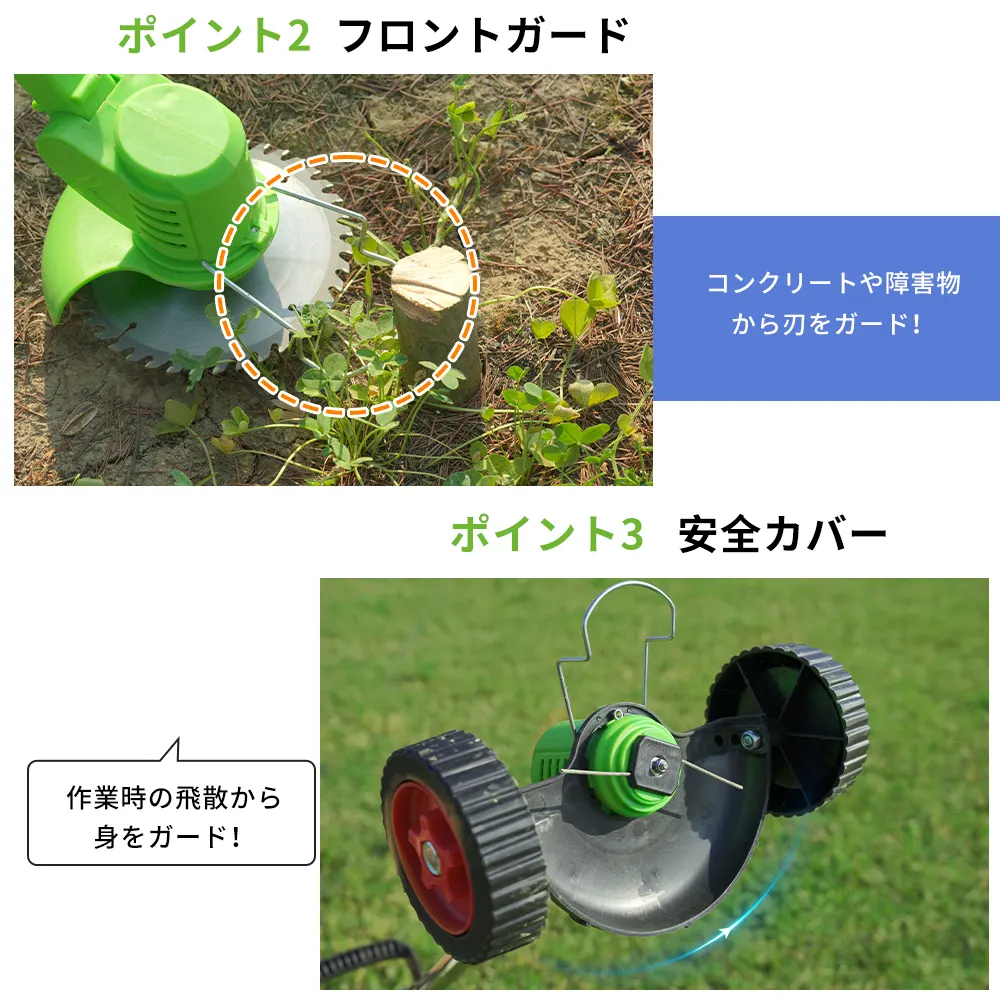 ポイント2 フロントガード
コンクリートや障害物
から刃をガード！
ポイント3 安全カバー
作業時の飛散から
身をガード！